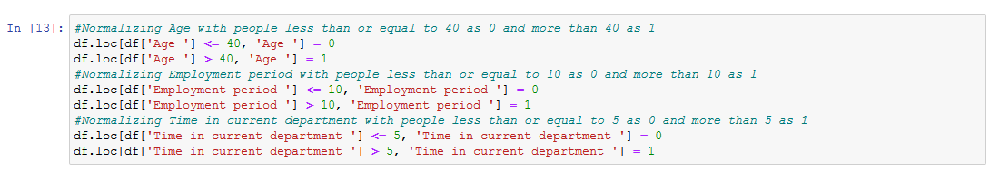 In [13]: #Normalizing Age with people less than or equal to 40 as 0 and more than 40 as 1
df.loc[df['Age '] <= 40, 'Age '] = 0
df.loc[df['Age '] > 40, 'Age '] = 1
#Normalizing Employment period with people less than or equal to 10 as 0 and more than 10 as 1
df.loc[df['Employment period '] <= 10, 'Employment period '] = 0
df.loc[df['Employment period '] > 10, 'Employment period '] = 1
#Normalizing Time in current department with people less than or equal to 5 as 0 and more than 5 as 1
df.loc[df['Time in current department '] <= 5, 'Time in current department '] = 0
df.loc[df['Time in current department '] > 5, 'Time in current department '] = 1